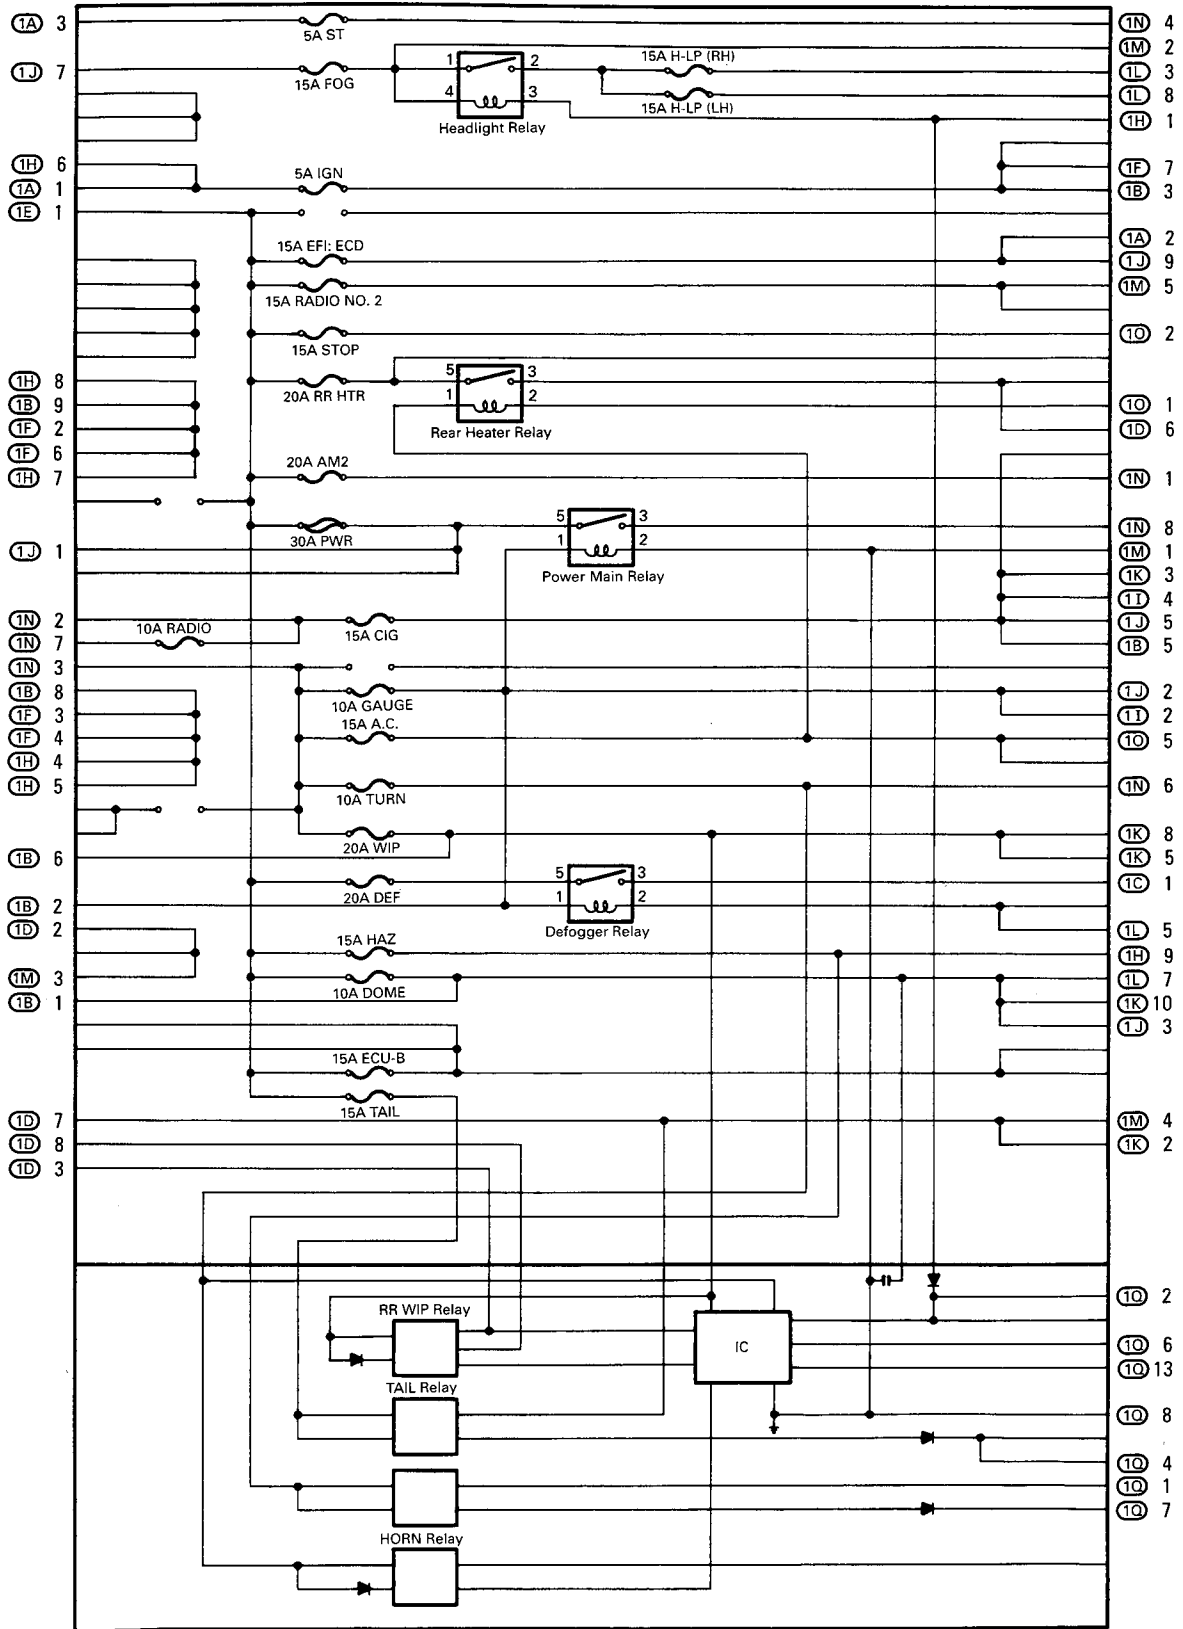 1A 3
5A ST
1N 4
1M 2
1J 7
15A FOG
1 2
4 3
Headlight Relay
15A H-LP (RH)
15A H-LP (LH)
1L 3
1L 8
1H 1
1H 6
1A 1
5A IGN
1F 7
1B 3
1E 1
15A EFI: ECD
1A 2
1J 9
15A RADIO NO. 2
1M 5
15A STOP
1O 2
1H 8
20A RR HTR
5 3
1 2
Rear Heater Relay
1B 9
1O 1
1F 2
1D 6
1F 6
1H 7
20A AM2
1N 1
30A PWR
5 3
1 2
Power Main Relay
1N 8
1J 1
1M 1
1K 3
1I 4
1N 2
15A CIG
1J 5
1N 7
10A RADIO
1B 5
1N 3
1B 8
10A GAUGE
1J 2
1F 3
1I 2
1F 4
15A A.C.
1O 5
1H 4
1H 5
10A TURN
1N 6
20A WIP
1K 8
1B 6
1K 5
20A DEF
5 3
1 2
Defogger Relay
1C 1
1B 2
1D 2
1L 5
15A HAZ
1H 9
1M 3
10A DOME
1L 7
1B 1
1K 10
1J 3
15A ECU-B
15A TAIL
1D 7
1M 4
1D 8
1K 2
1D 3
RR WIP Relay
IC
1Q 2
1Q 6
1Q 13
TAIL Relay
1Q 8
1Q 4
1Q 1
1Q 7
HORN Relay